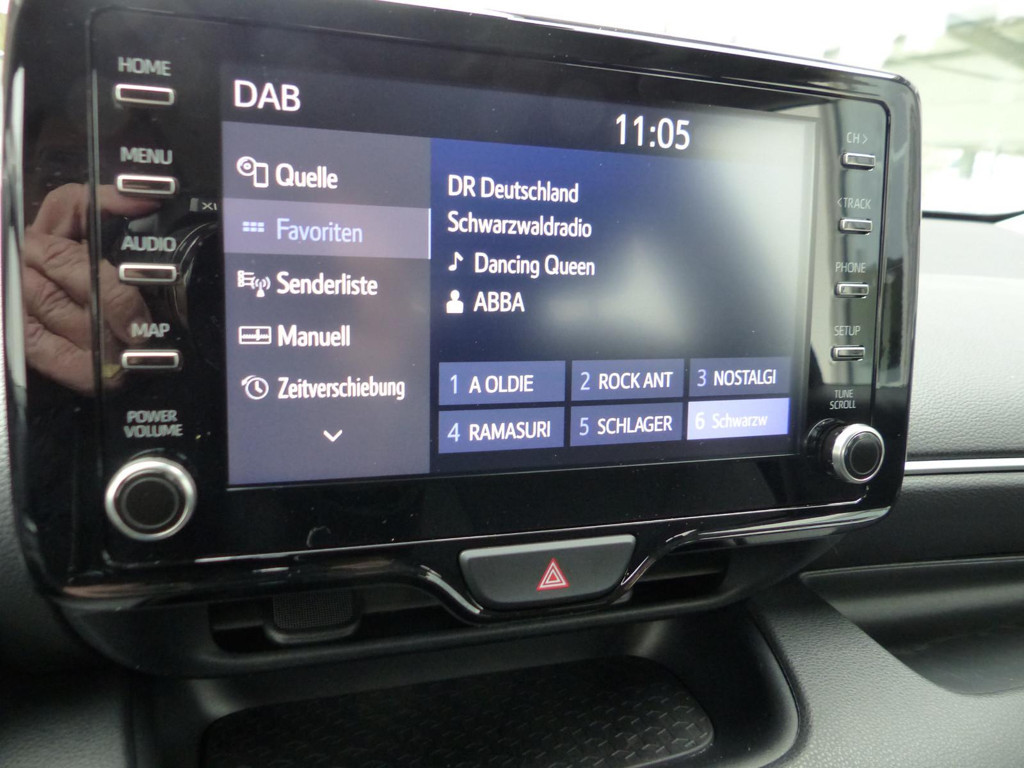 HOME
MENU
AUDIO
MAP
POWER
VOLUME
DAB
11:05
Quelle
Favoriten
Senderliste
Manuell
Zeitverschiebung
DR Deutschland
Schwarzwaldradio
Dancing Queen
ABBA
1 A OLDIE
2 ROCK ANT
3 NOSTALGI
4 RAMASURI
5 SCHLAGER
6 Schwarzw
CH >
<TRACK
PHONE
SETUP
TUNE
SCROLL